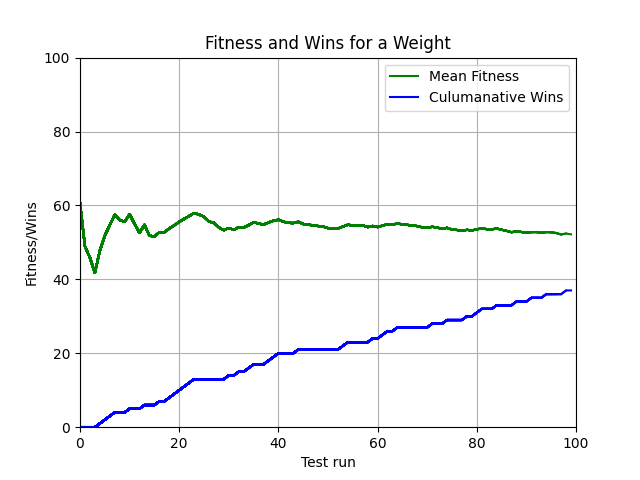 Fitness and Wins for a Weight
100
80
60
40
20
0
Fitness/Wins
Mean Fitness
Culumanative Wins
0 20 40 60 80 100
Test run